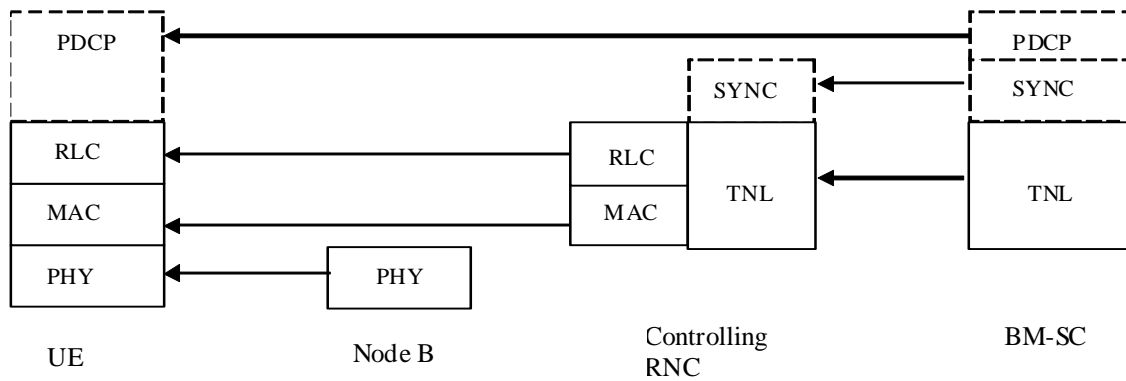 PDCP
PDCP
SYNC
SYNC
RLC
RLC
TNL
TNL
MAC
MAC
PHY
PHY
UE
Node B
Controlling
RNC
BM-SC